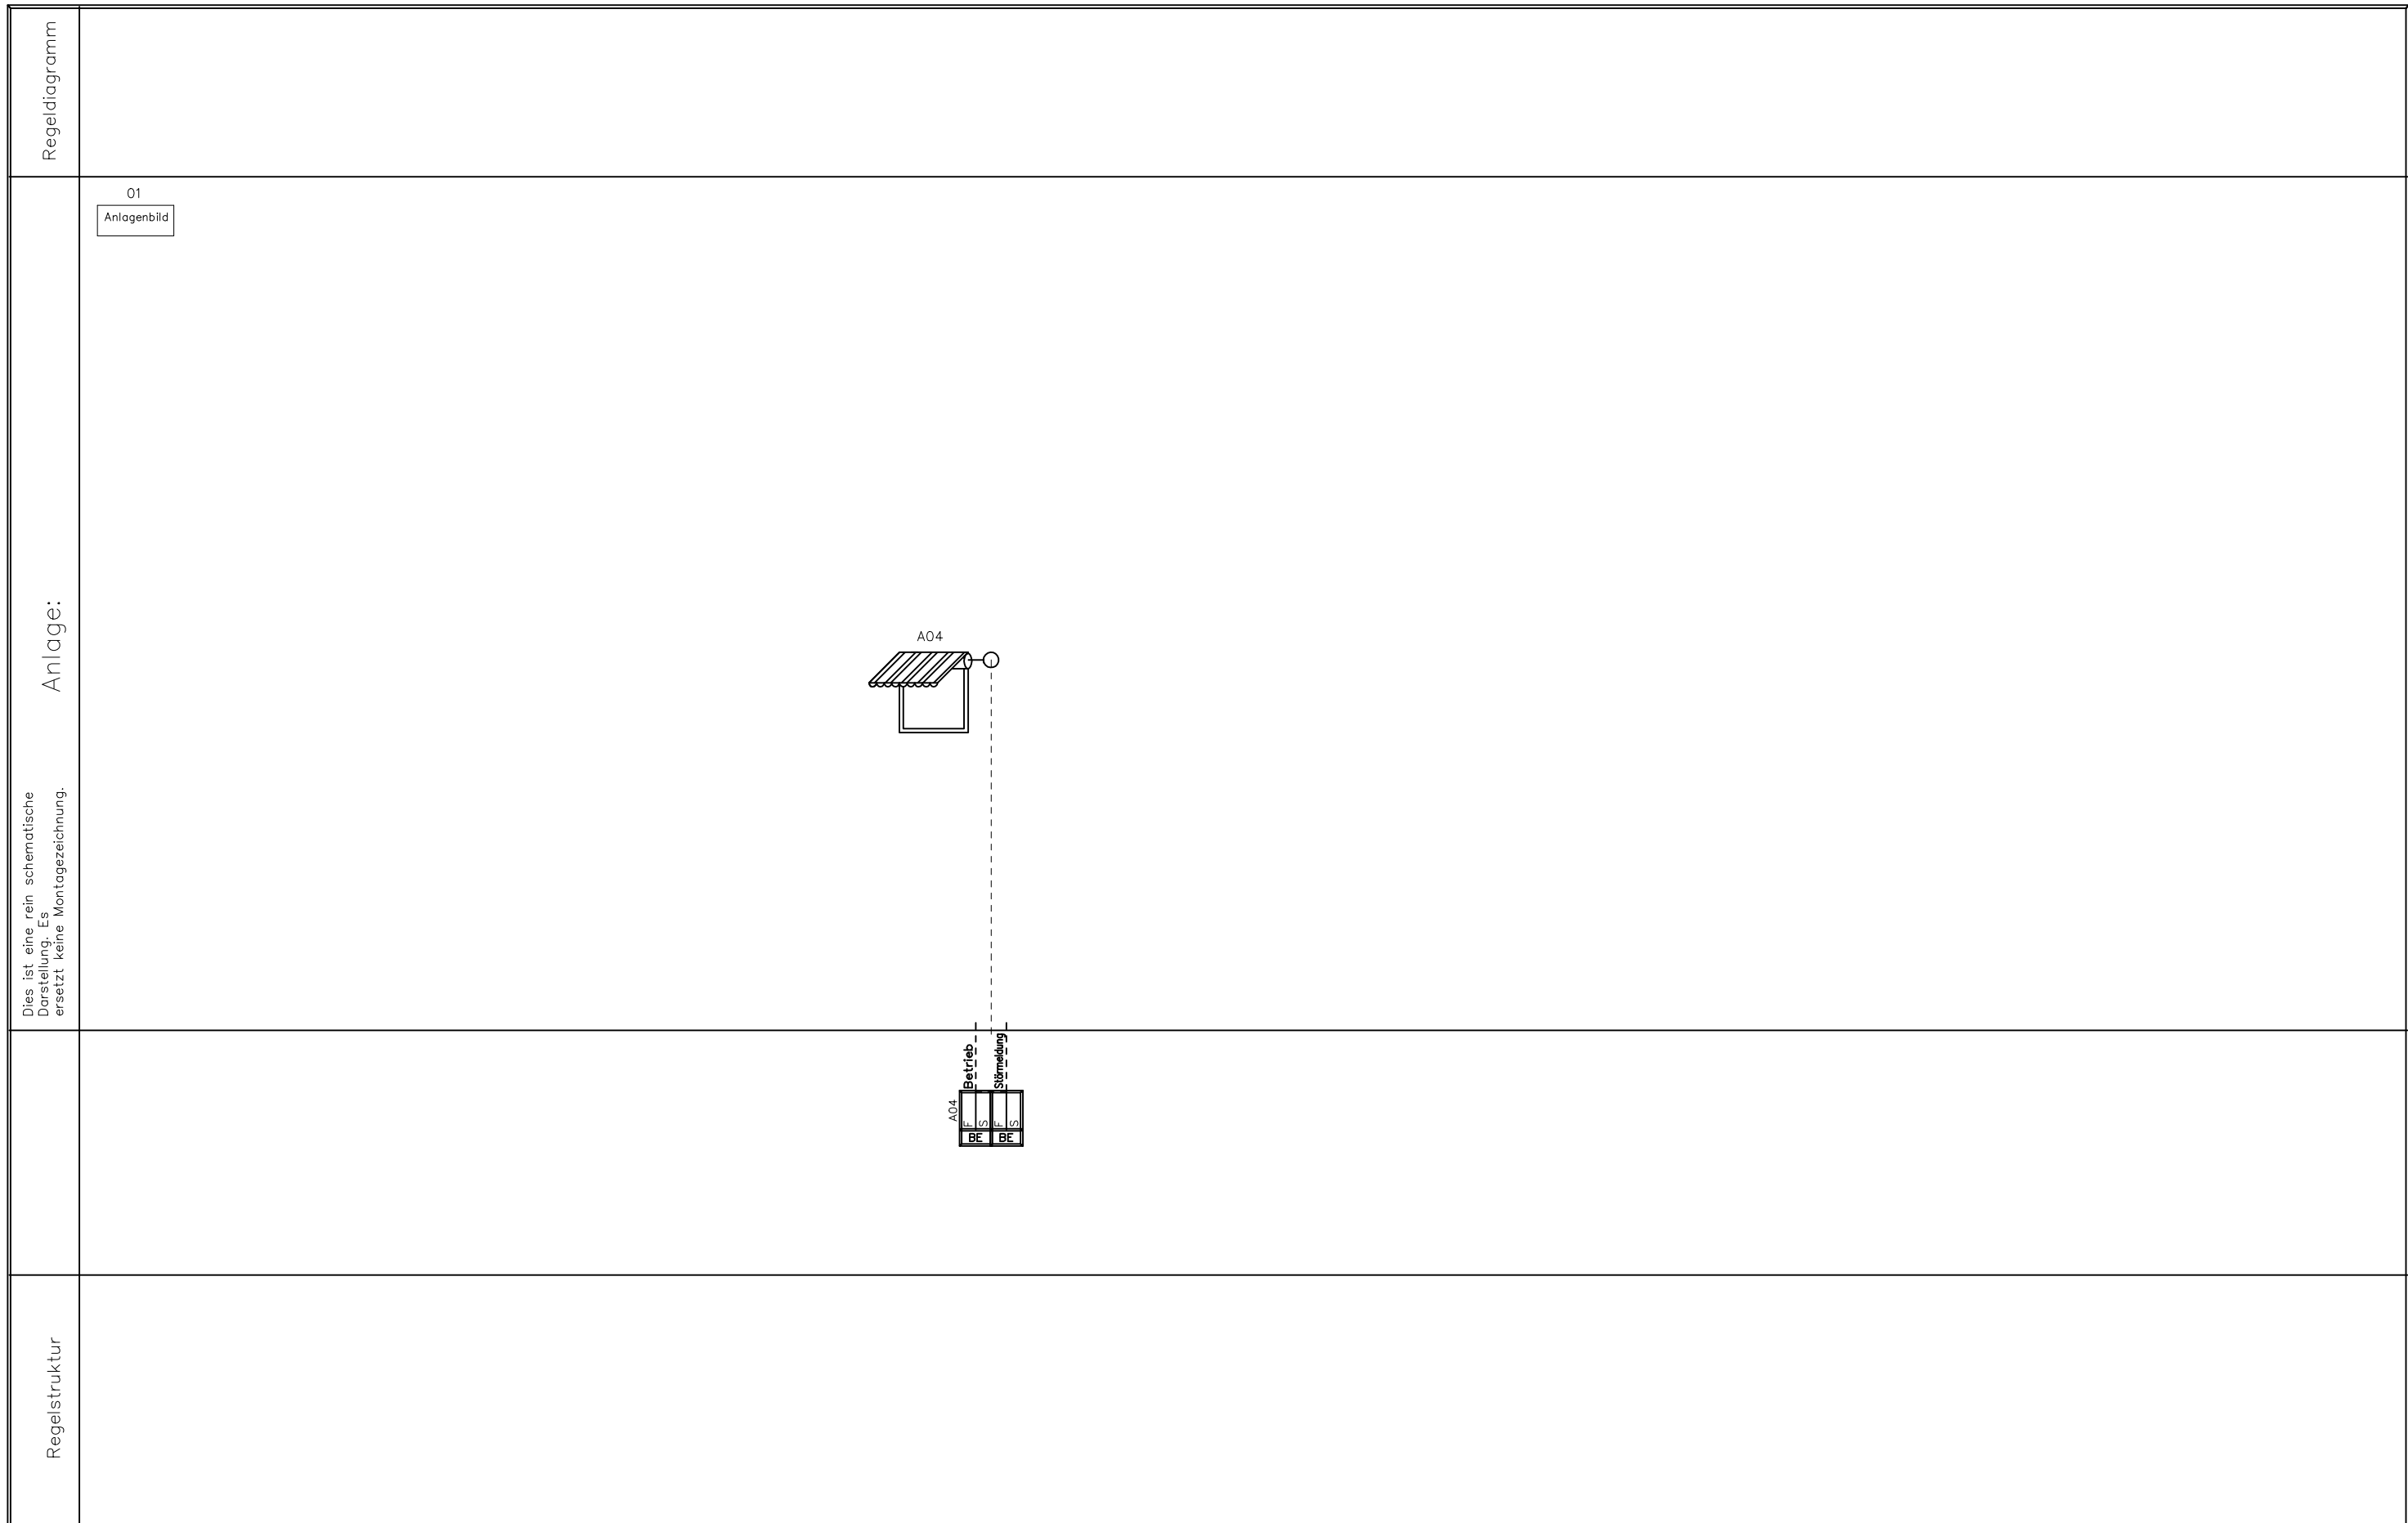 Regeldiagramm
01
Anlagenbild
Anlage:
A04
Dies ist eine rein schematische
Darstellung. Es
ersetzt keine Montagezeichnung.
Betrieb
Störmeldung
A04
F
S
F
S
BE
BE
Regelstruktur